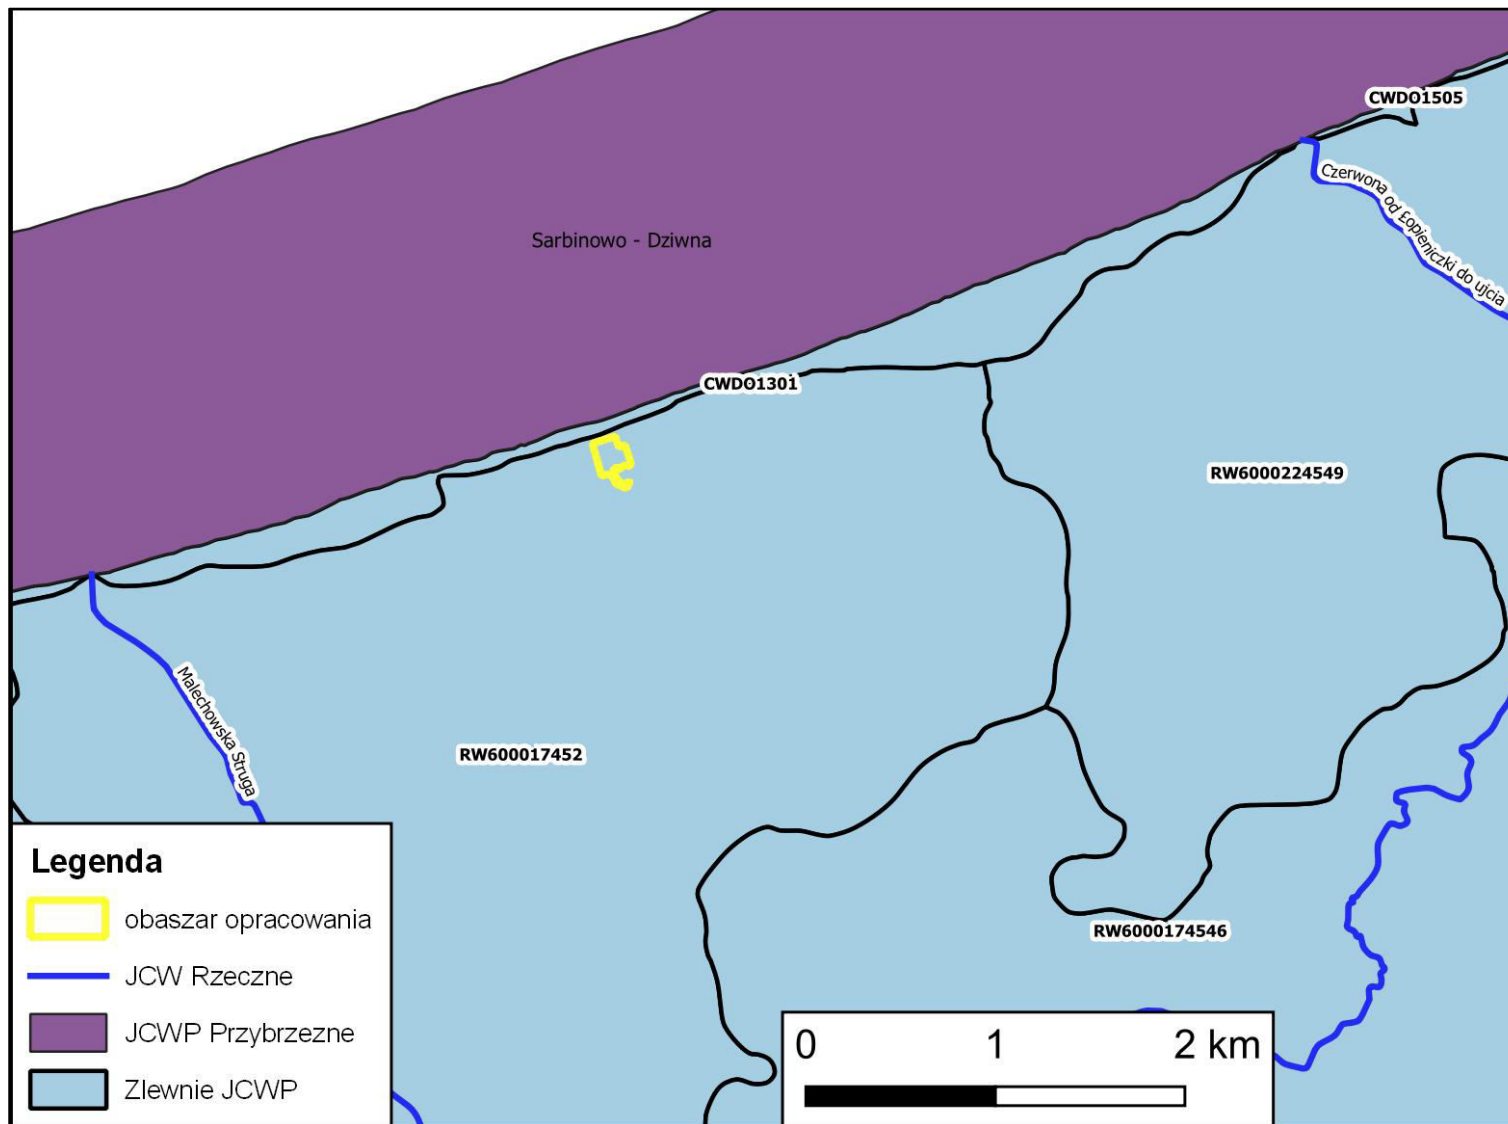 CWDO1505
Czerwona od Łopieniczki do ujcia
Sarbinowo - Dziwna
CWDO1301
RW6000224549
Malechowska Struga
RW600017452
RW6000174546
Legenda
obaszar opracowania
JCW Rzeczne
JCWP Przybrzezne
Zlewnie JCWP
0 1 2 km